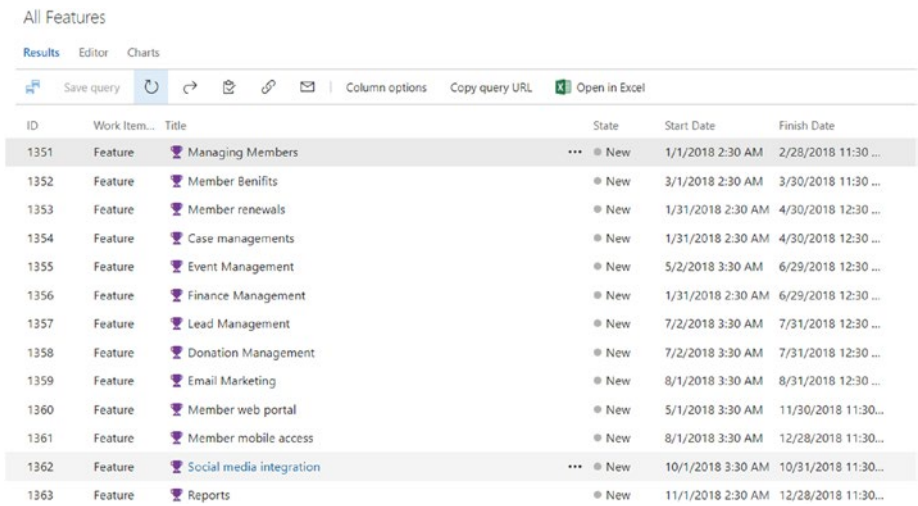 All Features
Results Editor Charts
Save query Column options Copy query URL Open in Excel
ID Work Item... Title State Start Date Finish Date
1351 Feature Managing Members ••• New 1/1/2018 2:30 AM 2/28/2018 11:30 ...
1352 Feature Member Benifits New 3/1/2018 2:30 AM 3/30/2018 11:30 ...
1353 Feature Member renewals New 1/31/2018 2:30 AM 4/30/2018 12:30 ...
1354 Feature Case managements New 1/31/2018 2:30 AM 4/30/2018 12:30 ...
1355 Feature Event Management New 5/2/2018 3:30 AM 6/29/2018 12:30 ...
1356 Feature Finance Management New 1/31/2018 2:30 AM 6/29/2018 12:30 ...
1357 Feature Lead Management New 7/2/2018 3:30 AM 7/31/2018 12:30 ...
1358 Feature Donation Management New 7/2/2018 3:30 AM 7/31/2018 12:30 ...
1359 Feature Email Marketing New 8/1/2018 3:30 AM 8/31/2018 12:30 ...
1360 Feature Member web portal New 5/1/2018 3:30 AM 11/30/2018 11:30...
1361 Feature Member mobile access New 8/1/2018 3:30 AM 12/28/2018 11:30...
1362 Feature Social media integration ••• New 10/1/2018 3:30 AM 10/31/2018 11:30...
1363 Feature Reports New 11/1/2018 2:30 AM 12/28/2018 11:30...